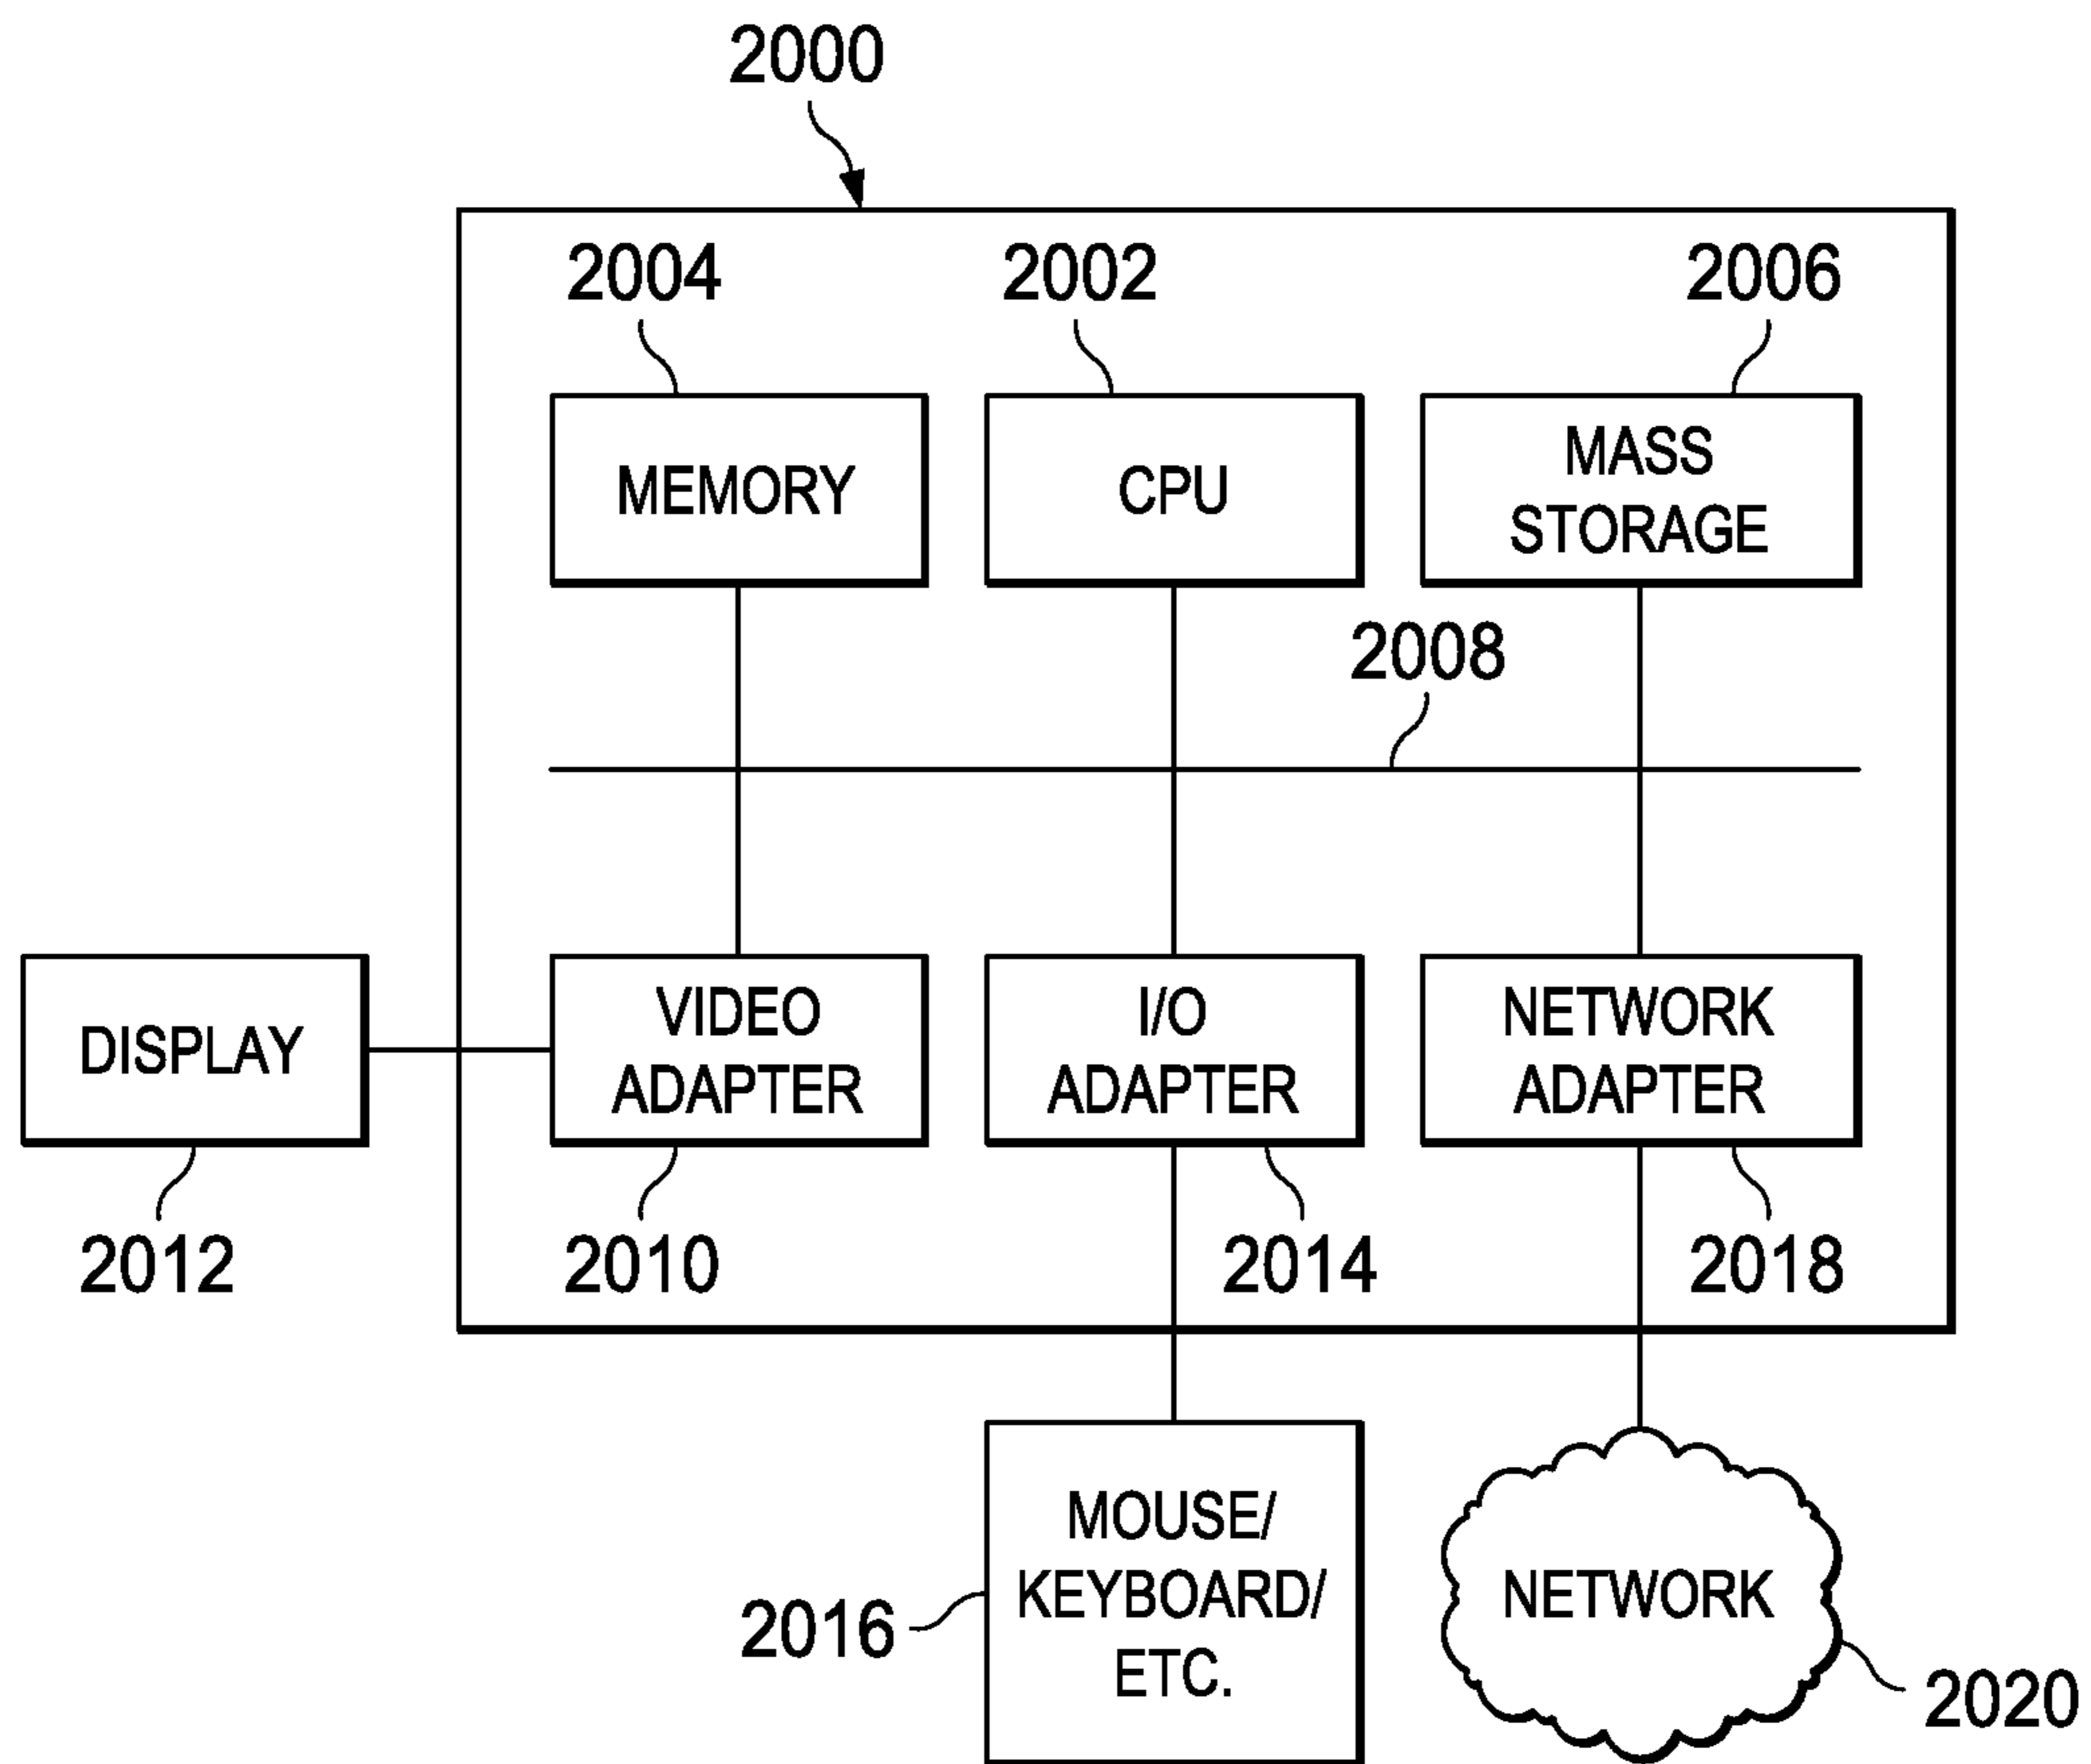 2000
2004
2002
2006
MEMORY
CPU
MASS
STORAGE
2008
DISPLAY
VIDEO
ADAPTER
I/O
ADAPTER
NETWORK
ADAPTER
2012
2010
2014
2018
MOUSE/
KEYBOARD/
ETC.
2016
NETWORK
2020